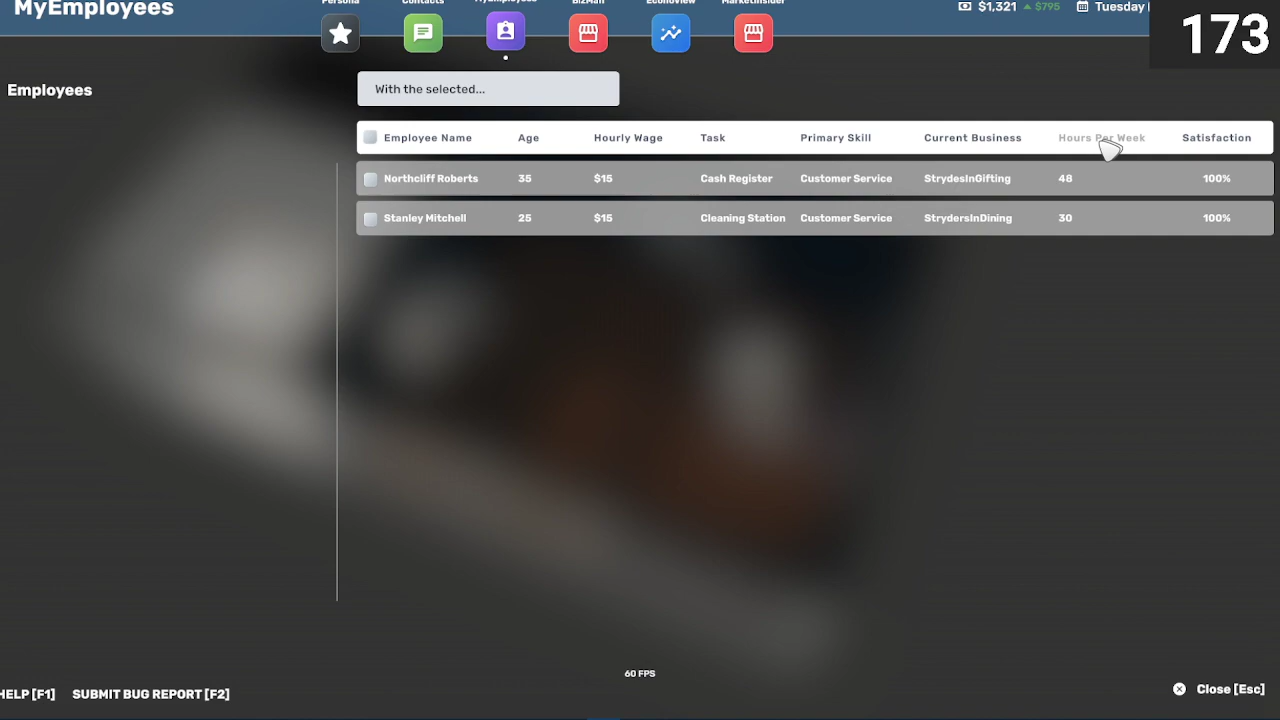 MyEmployees
Persona
Contacts
MyEmployees
BizMan
EconoView
MarketInsider
$1,321 $795 Tuesday
173
Employees
With the selected...
Employee Name Age Hourly Wage Task Primary Skill Current Business Hours Per Week Satisfaction
Northcliff Roberts 35 $15 Cash Register Customer Service StrydesInGifting 48 100%
Stanley Mitchell 25 $15 Cleaning Station Customer Service StrydersInDining 30 100%
60 FPS
HELP [F1] SUBMIT BUG REPORT [F2]
Close [Esc]